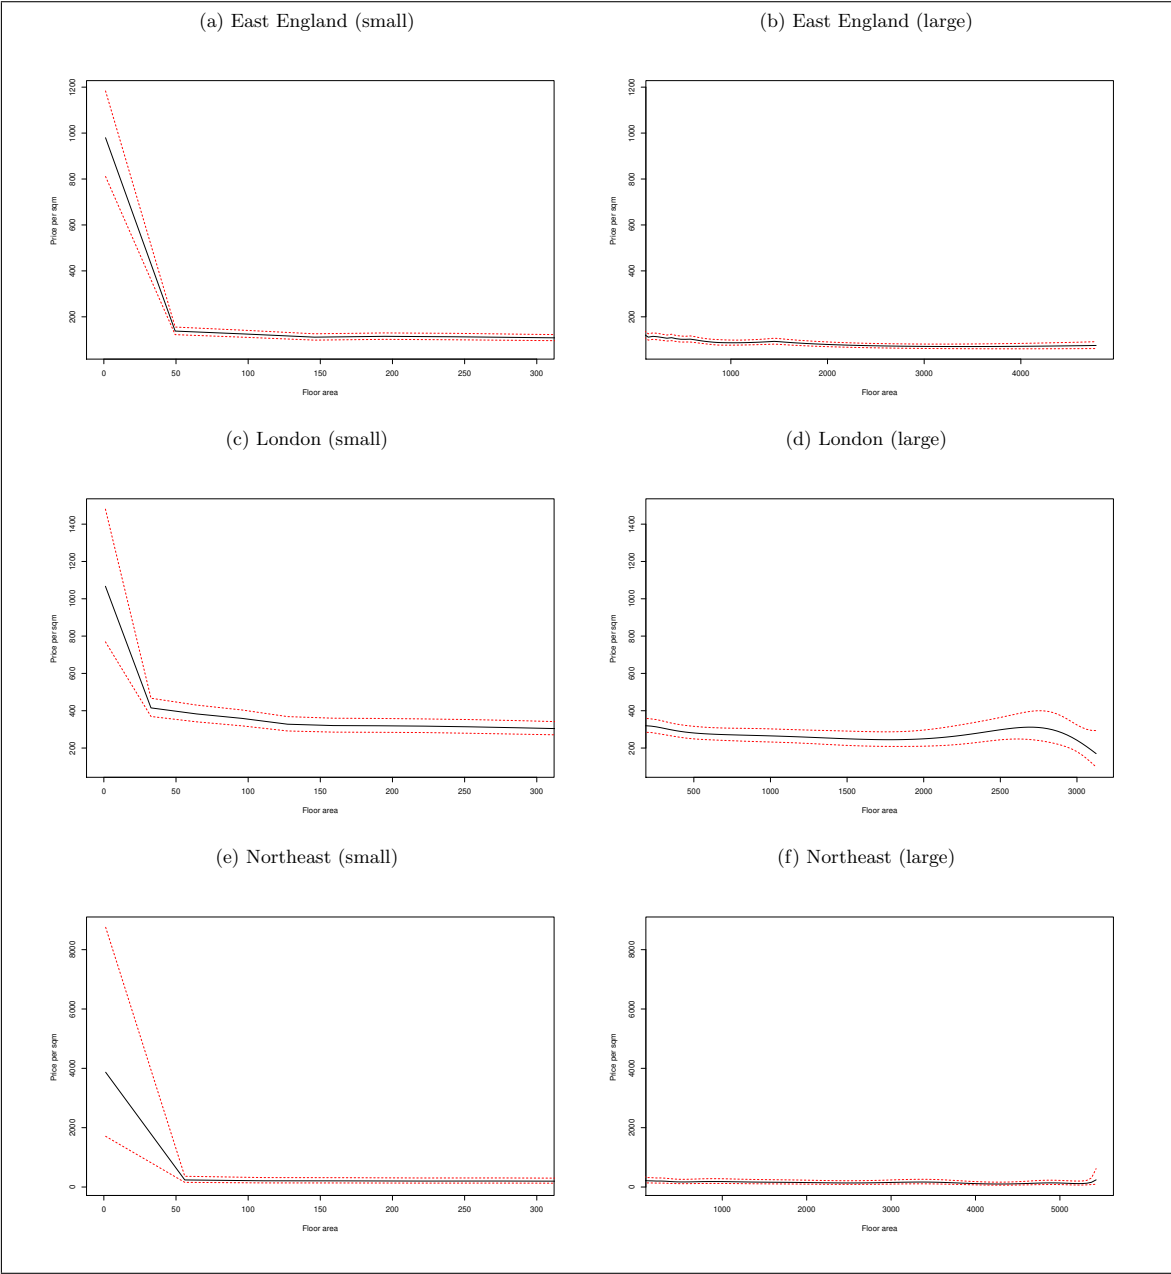 (a) East England (small)
(b) East England (large)
Price per sqm
200 400 600 800 1000 1200
0 50 100 150 200 250 300
Floor area
Price per sqm
200 400 600 800 1000 1200
1000 2000 3000 4000
Floor area
(c) London (small)
(d) London (large)
Price per sqm
200 400 600 800 1000 1200 1400
0 50 100 150 200 250 300
Floor area
Price per sqm
200 400 600 800 1000 1200 1400
500 1000 1500 2000 2500 3000
Floor area
(e) Northeast (small)
(f) Northeast (large)
Price per sqm
0 2000 4000 6000 8000
0 50 100 150 200 250 300
Floor area
Price per sqm
0 2000 4000 6000 8000
1000 2000 3000 4000 5000
Floor area